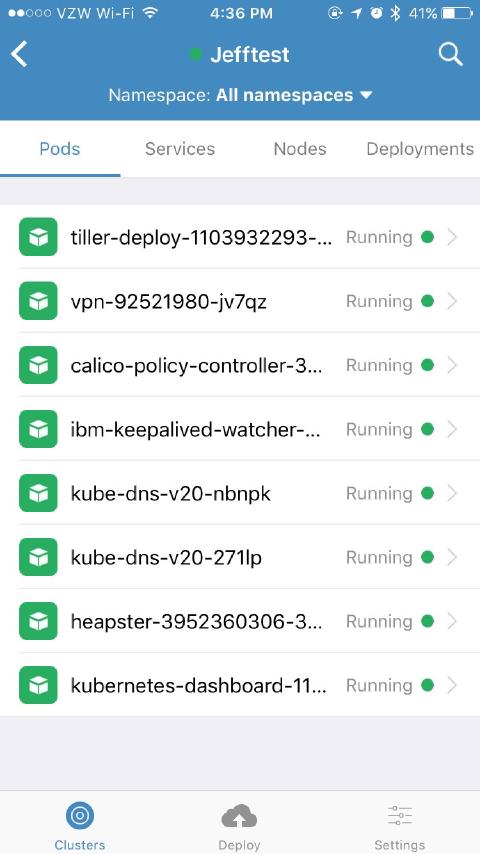 VZW Wi-Fi 4:36 PM 41%
Jefftest
Namespace: All namespaces
Pods Services Nodes Deployments
tiller-deploy-1103932293-... Running
vpn-92521980-jv7qz Running
calico-policy-controller-3... Running
ibm-keepalived-watcher-... Running
kube-dns-v20-nbnpk Running
kube-dns-v20-271lp Running
heapster-3952360306-3... Running
kubernetes-dashboard-11... Running
Clusters Deploy Settings